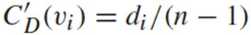 C′_D(v_i) = d_i/(n − 1)